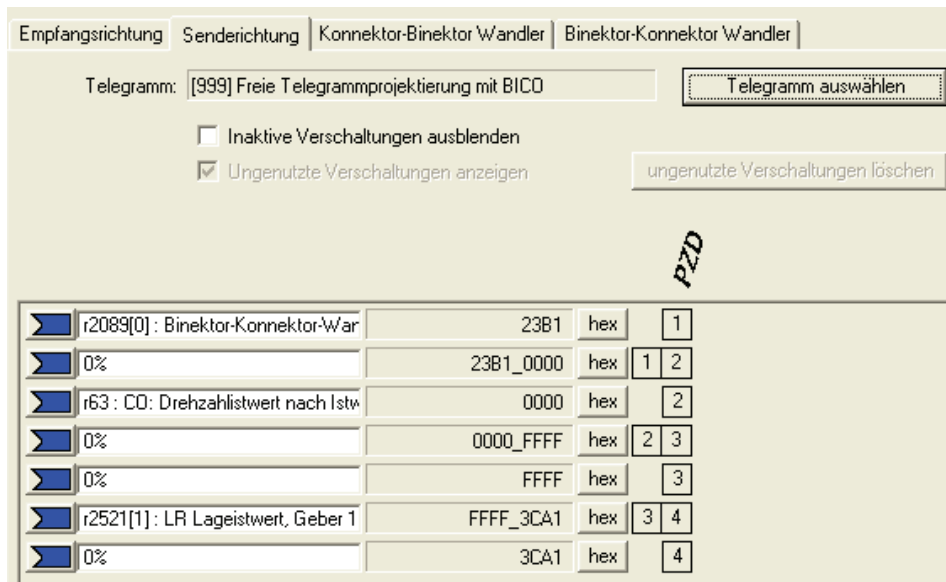 Empfangsrichtung Senderichtung Konnektor-Binektor Wandler Binektor-Konnektor Wandler
Telegramm: [999] Freie Telegrammprojektierung mit BICO Telegramm auswählen
Inaktive Verschaltungen ausblenden
Ungenutzte Verschaltungen anzeigen ungenutzte Verschaltungen löschen
PZD
r2089[0] : Binektor-Konnektor-War 23B1 hex 1
0% 23B1_0000 hex 1 2
r63 : CO: Drehzahlistwert nach Istw 0000 hex 2
0% 0000_FFFF hex 2 3
0% FFFF hex 3
r2521[1] : LR Lageistwert, Geber 1 FFFF_3CA1 hex 3 4
0% 3CA1 hex 4